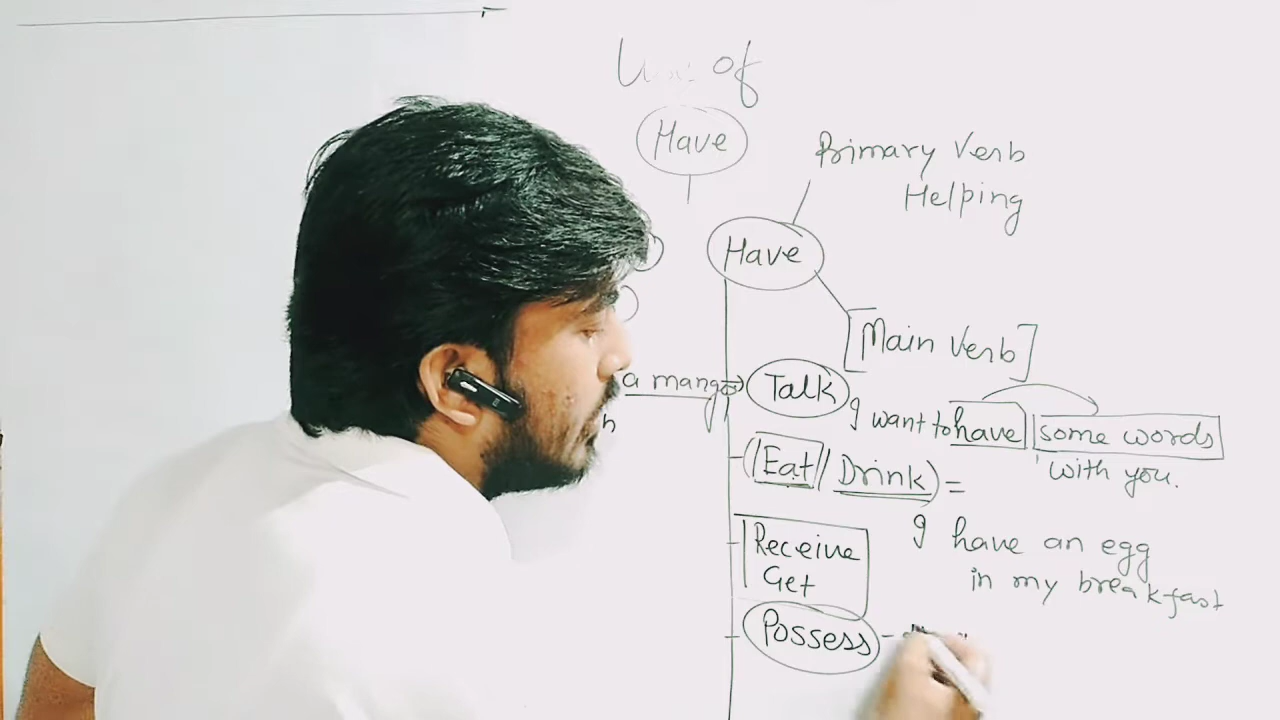 Use of
Have
Primary Verb
Helping
Have
[Main Verb]
a mango
Talk
I want to have some words
with you.
(Eat / Drink) =
I have an egg
in my breakfast
Receive
Get
Possess -
h